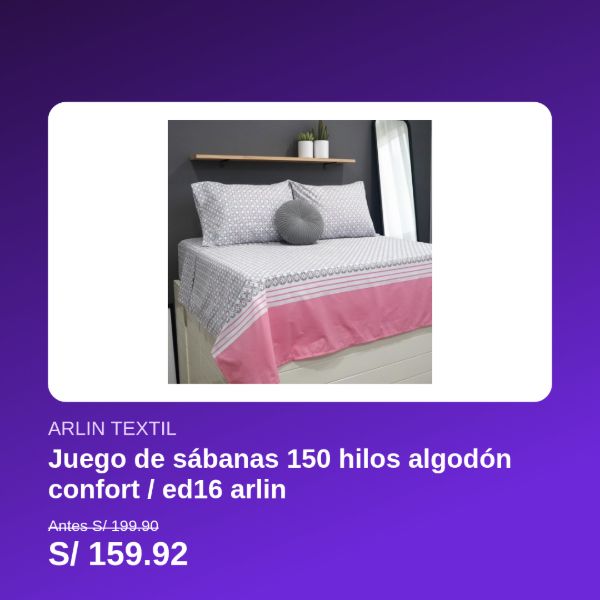 ARLIN TEXTIL
Juego de sábanas 150 hilos algodón
confort / ed16 arlin
Antes S/ 199.90
S/ 159.92